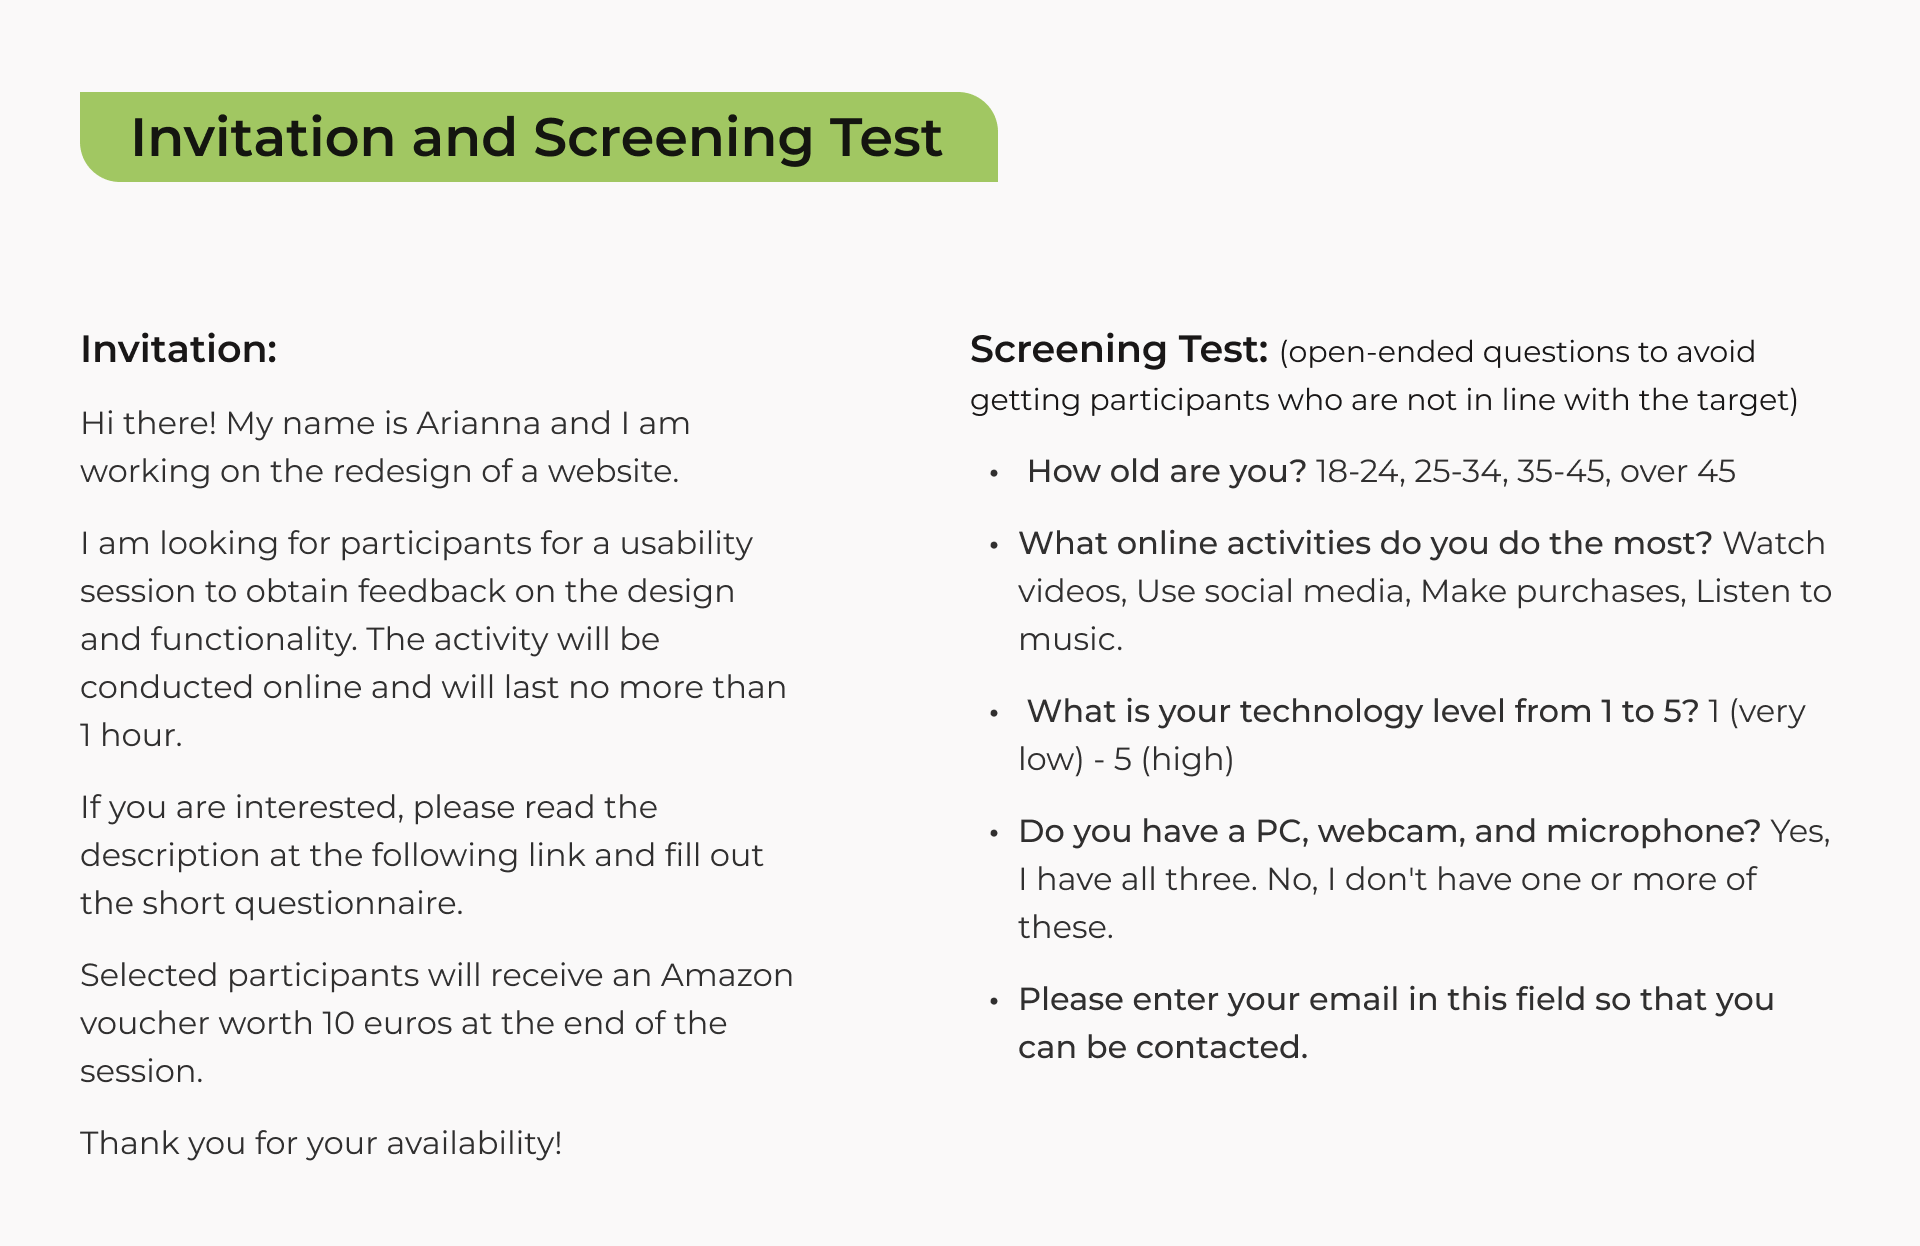 Invitation and Screening Test
Invitation:
Hi there! My name is Arianna and I am
working on the redesign of a website.
I am looking for participants for a usability
session to obtain feedback on the design
and functionality. The activity will be
conducted online and will last no more than
1 hour.
If you are interested, please read the
description at the following link and fill out
the short questionnaire.
Selected participants will receive an Amazon
voucher worth 10 euros at the end of the
session.
Thank you for your availability!
Screening Test: (open-ended questions to avoid
getting participants who are not in line with the target)
• How old are you? 18-24, 25-34, 35-45, over 45
• What online activities do you do the most? Watch
videos, Use social media, Make purchases, Listen to
music.
• What is your technology level from 1 to 5? 1 (very
low) - 5 (high)
• Do you have a PC, webcam, and microphone? Yes,
I have all three. No, I don't have one or more of
these.
• Please enter your email in this field so that you
can be contacted.